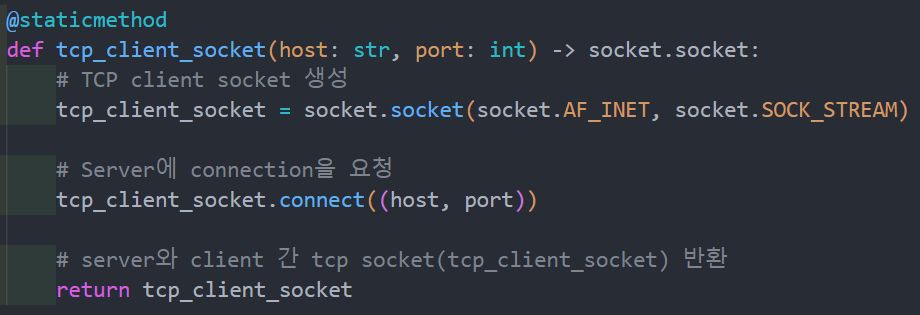 @staticmethod
def tcp_client_socket(host: str, port: int) -> socket.socket:
# TCP client socket 생성
tcp_client_socket = socket.socket(socket.AF_INET, socket.SOCK_STREAM)
# Server에 connection을 요청
tcp_client_socket.connect((host, port))
# server와 client 간 tcp socket(tcp_client_socket) 반환
return tcp_client_socket